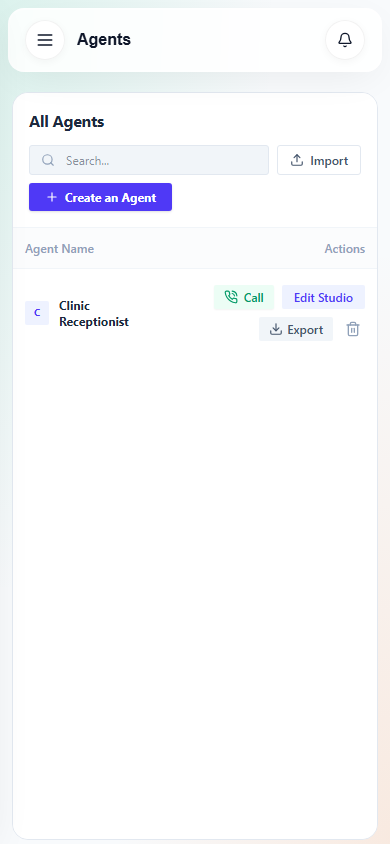 Agents
All Agents
Search...
Import
Create an Agent
Agent Name
Actions
C
Clinic
Receptionist
Call
Edit Studio
Export